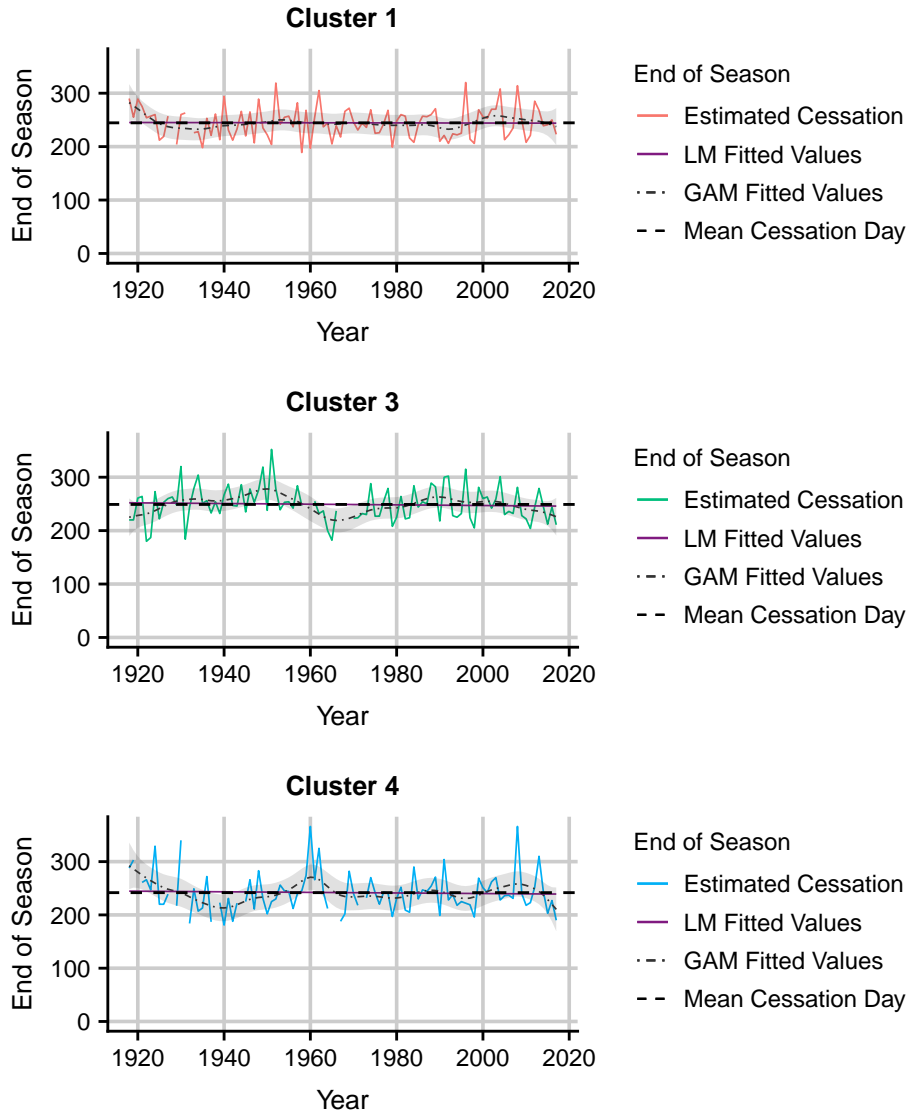 Cluster 1
End of Season
300
200
100
0
1920 1940 1960 1980 2000 2020
Year
End of Season
Estimated Cessation
LM Fitted Values
GAM Fitted Values
Mean Cessation Day
Cluster 3
End of Season
300
200
100
0
1920 1940 1960 1980 2000 2020
Year
End of Season
Estimated Cessation
LM Fitted Values
GAM Fitted Values
Mean Cessation Day
Cluster 4
End of Season
300
200
100
0
1920 1940 1960 1980 2000 2020
Year
End of Season
Estimated Cessation
LM Fitted Values
GAM Fitted Values
Mean Cessation Day